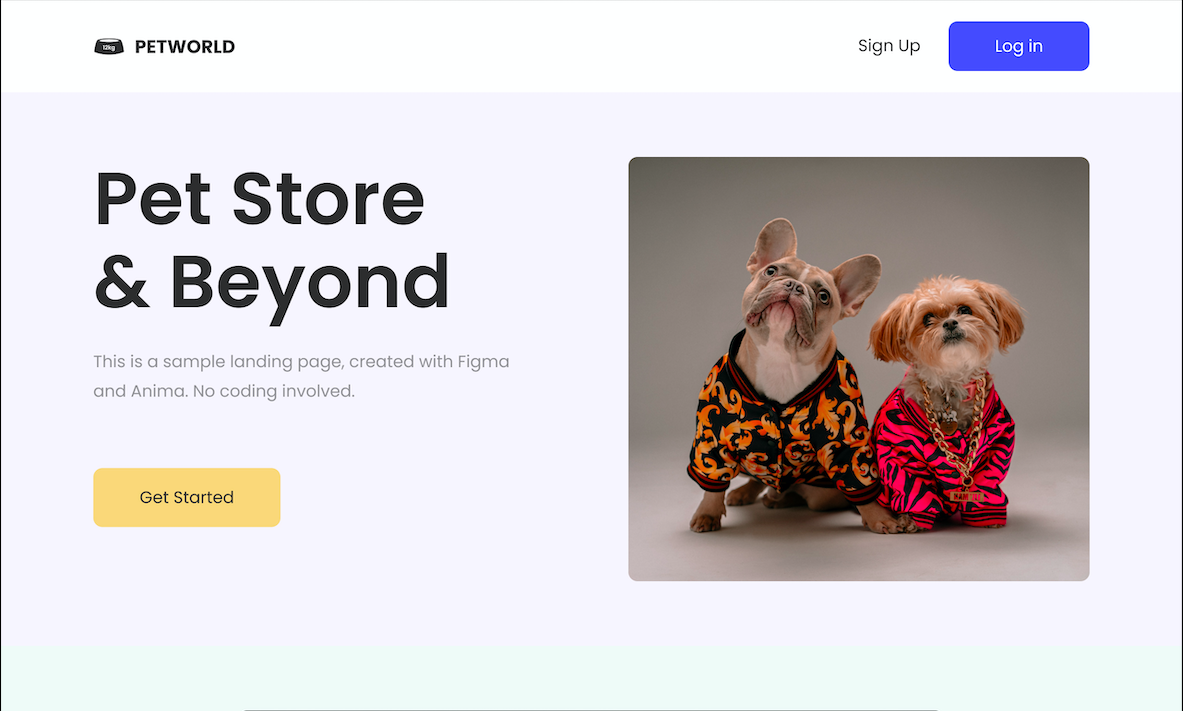 12kg
PETWORLD
Sign Up
Log in
Pet Store
& Beyond
This is a sample landing page, created with Figma
and Anima. No coding involved.
Get Started